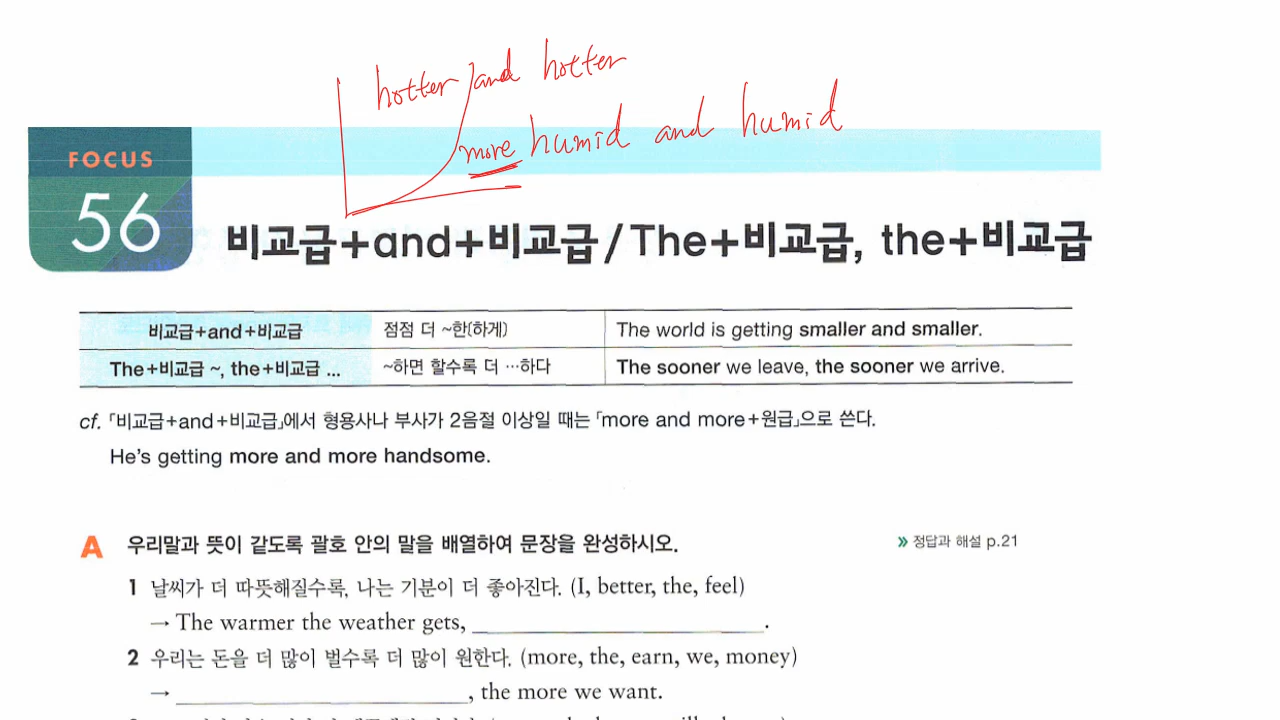 hotter and hotter
more humid and humid
FOCUS
56
비교급+and+비교급/The+비교급, the+비교급
비교급+and+비교급 점점 더 ~한(하게) The world is getting smaller and smaller.
The+비교급 ~, the+비교급 ... ~하면 할수록 더 …하다 The sooner we leave, the sooner we arrive.
cf. 「비교급+and+비교급」에서 형용사나 부사가 2음절 이상일 때는 「more and more+원급」으로 쓴다.
He's getting more and more handsome.
A 우리말과 뜻이 같도록 괄호 안의 말을 배열하여 문장을 완성하시오. » 정답과 해설 p.21
1 날씨가 더 따뜻해질수록, 나는 기분이 더 좋아진다. (I, better, the, feel)
→ The warmer the weather gets, ____________________.
2 우리는 돈을 더 많이 벌수록 더 많이 원한다. (more, the, earn, we, money)
→ ____________________, the more we want.